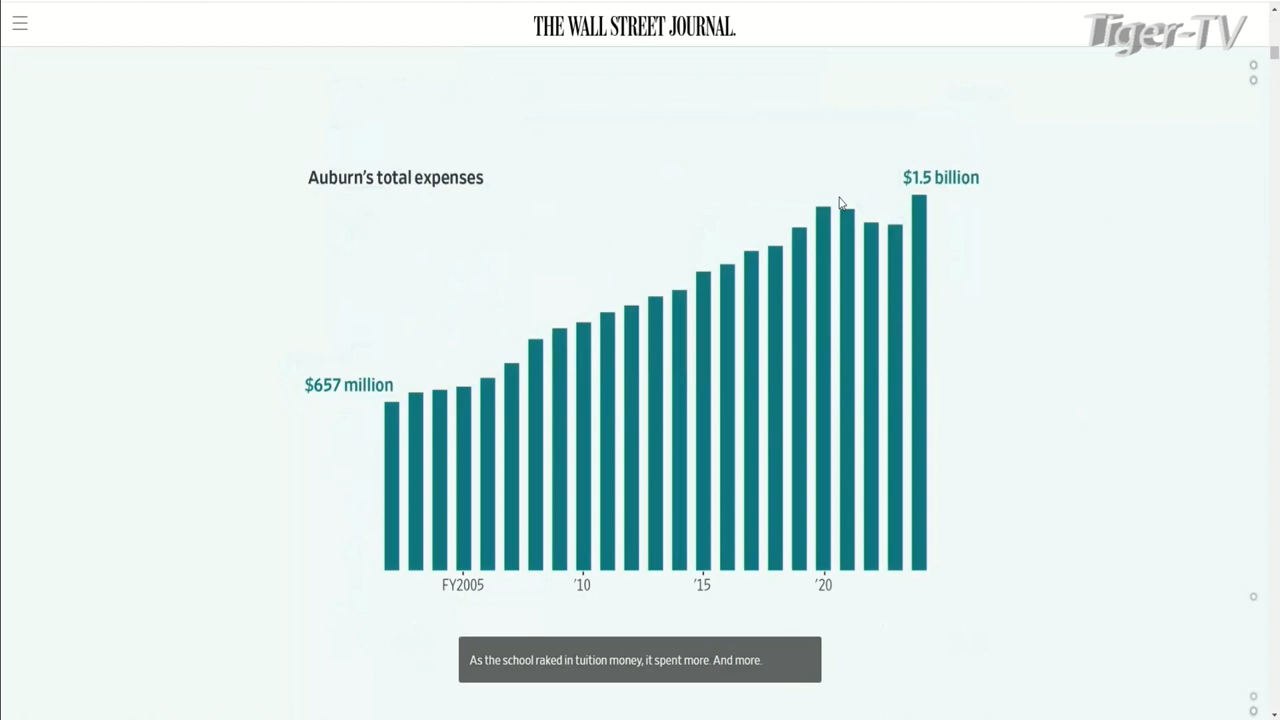 THE WALL STREET JOURNAL.
Tiger-TV
Auburn's total expenses
$1.5 billion
$657 million
FY2005 '10 '15 '20
As the school raked in tuition money, it spent more. And more.